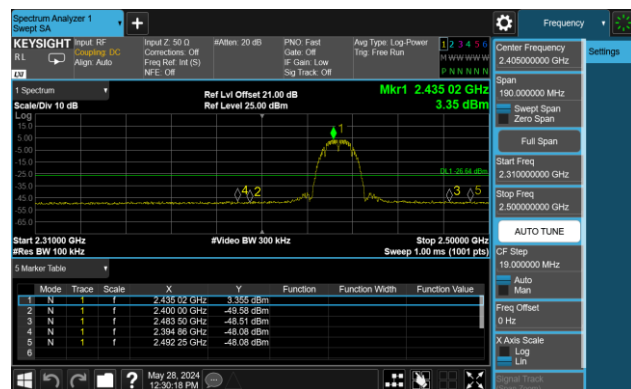 Spectrum Analyzer 1
Swept SA
+
Frequency
KEYSIGHT
RL
LXI
Input: RF
Coupling: DC
Align: Auto
Input Z: 50 Ω
Corrections: Off
Freq Ref: Int (S)
NFE: Off
#Atten: 20 dB
PNO: Fast
Gate: Off
IF Gain: Low
Sig Track: Off
Avg Type: Log-Power
Trig: Free Run
1 2 3 4 5 6
M W W W W W
P N N N N N
Center Frequency
2.405000000 GHz
Settings
Span
190.000000 MHz
Swept Span
Zero Span
Full Span
Start Freq
2.310000000 GHz
Stop Freq
2.500000000 GHz
AUTO TUNE
CF Step
19.000000 MHz
Auto
Man
Freq Offset
0 Hz
X Axis Scale
Log
Lin
Signal Track
1 Spectrum
Scale/Div 10 dB
Log
Ref Lvl Offset 21.00 dB
Ref Level 25.00 dBm
Mkr1 2.435 02 GHz
3.35 dBm
15.0
5.00
-5.00
-15.0
-25.0
-35.0
-45.0
-55.0
-65.0
1
DL1 -26.64 dBm
4 2
3 5
Start 2.31000 GHz
#Res BW 100 kHz
#Video BW 300 kHz
Stop 2.50000 GHz
Sweep 1.00 ms (1001 pts)
5 Marker Table
Mode Trace Scale X Y Function Function Width Function Value
1 N 1 f 2.435 02 GHz 3.355 dBm
2 N 1 f 2.400 00 GHz -49.58 dBm
3 N 1 f 2.483 50 GHz -48.51 dBm
4 N 1 f 2.394 86 GHz -48.08 dBm
5 N 1 f 2.492 25 GHz -48.08 dBm
6
?
May 28, 2024
12:30:18 PM